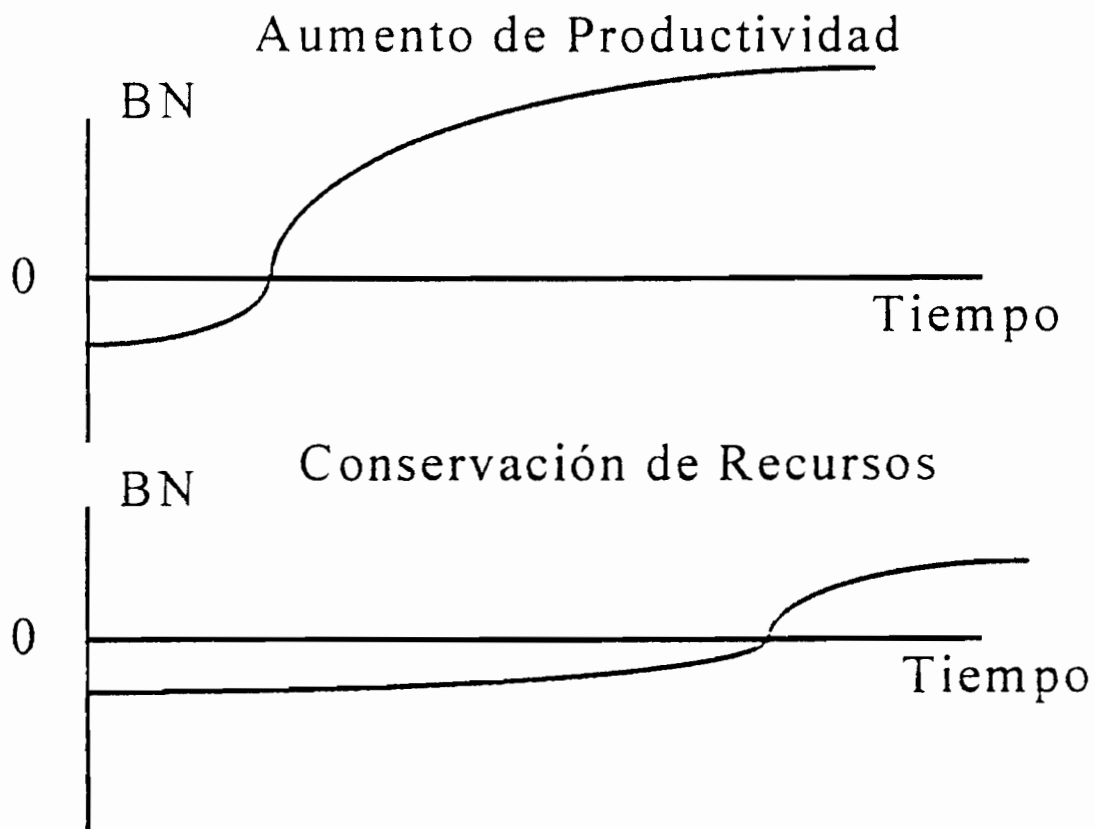 Aumento de Productividad
BN
0
Tiempo
Conservación de Recursos
BN
0
Tiempo